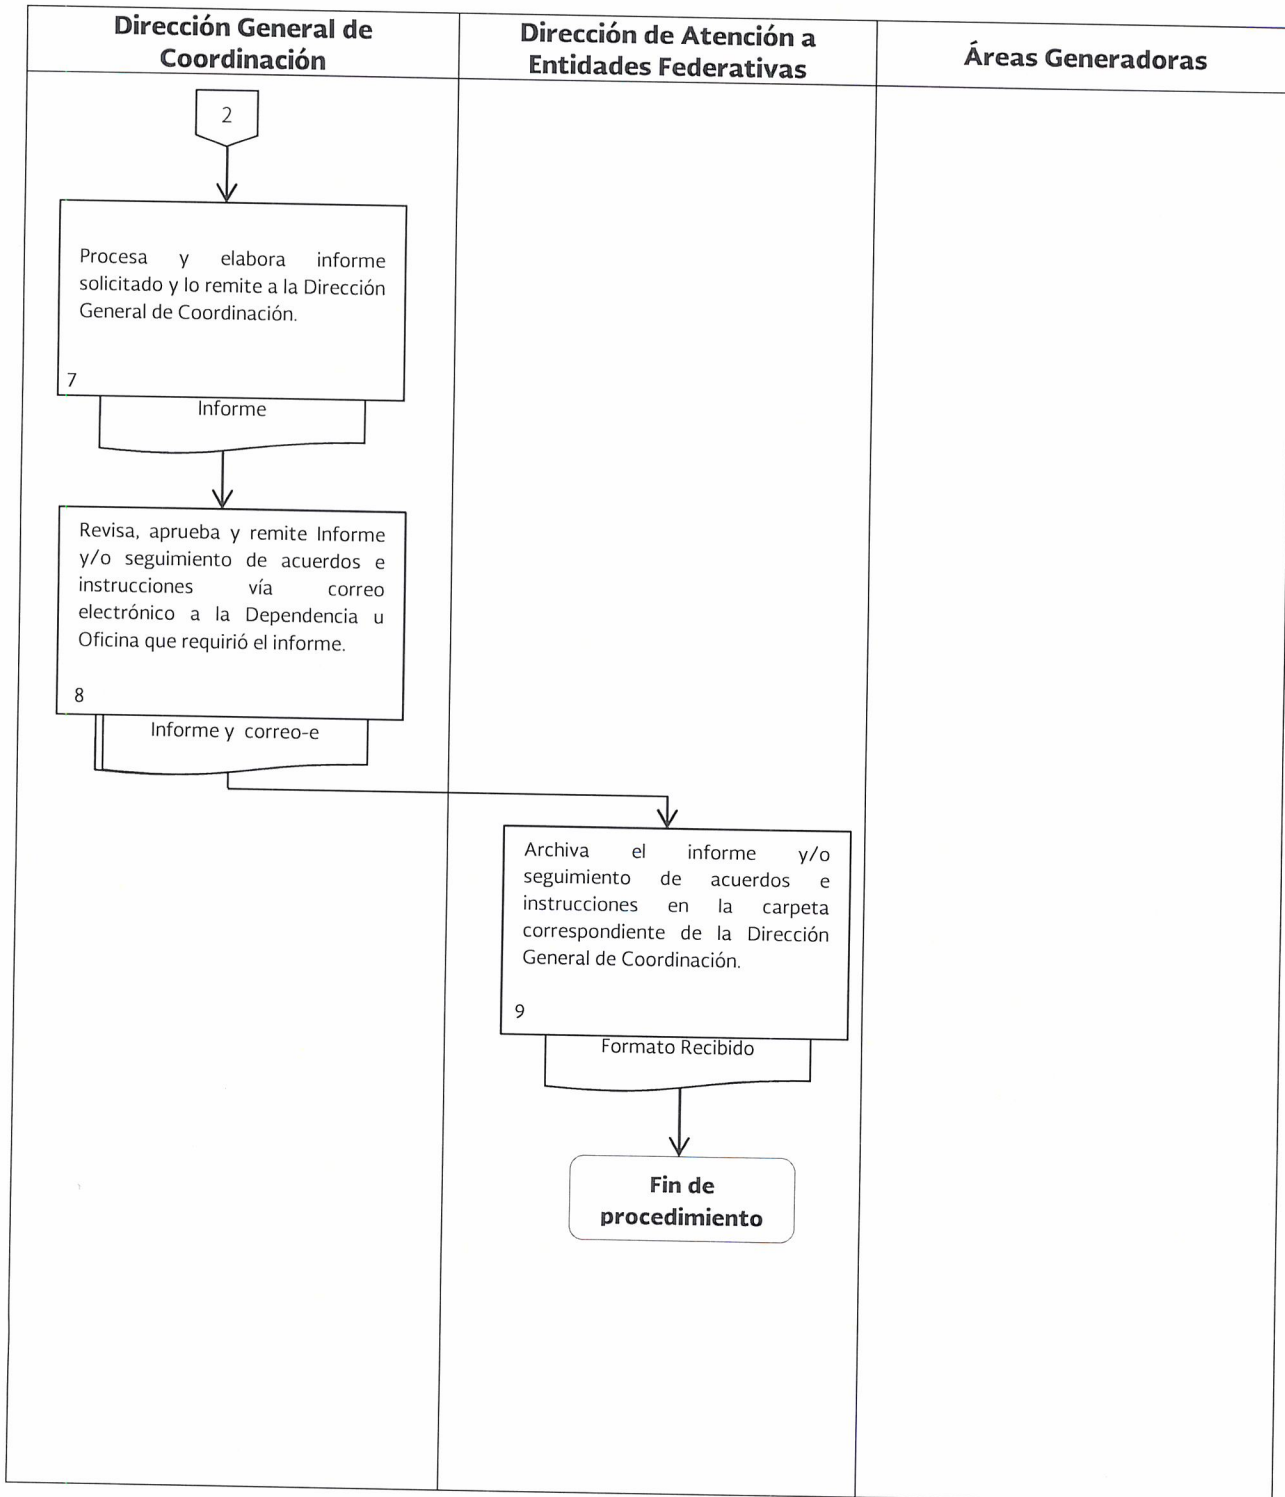 Dirección General de
Coordinación
Dirección de Atención a
Entidades Federativas
Áreas Generadoras
2
Procesa y elabora informe
solicitado y lo remite a la Dirección
General de Coordinación.
7
Informe
Revisa, aprueba y remite Informe
y/o seguimiento de acuerdos e
instrucciones vía correo
electrónico a la Dependencia u
Oficina que requirió el informe.
8
Informe y correo-e
Archiva el informe y/o
seguimiento de acuerdos e
instrucciones en la carpeta
correspondiente de la Dirección
General de Coordinación.
9
Formato Recibido
Fin de
procedimiento